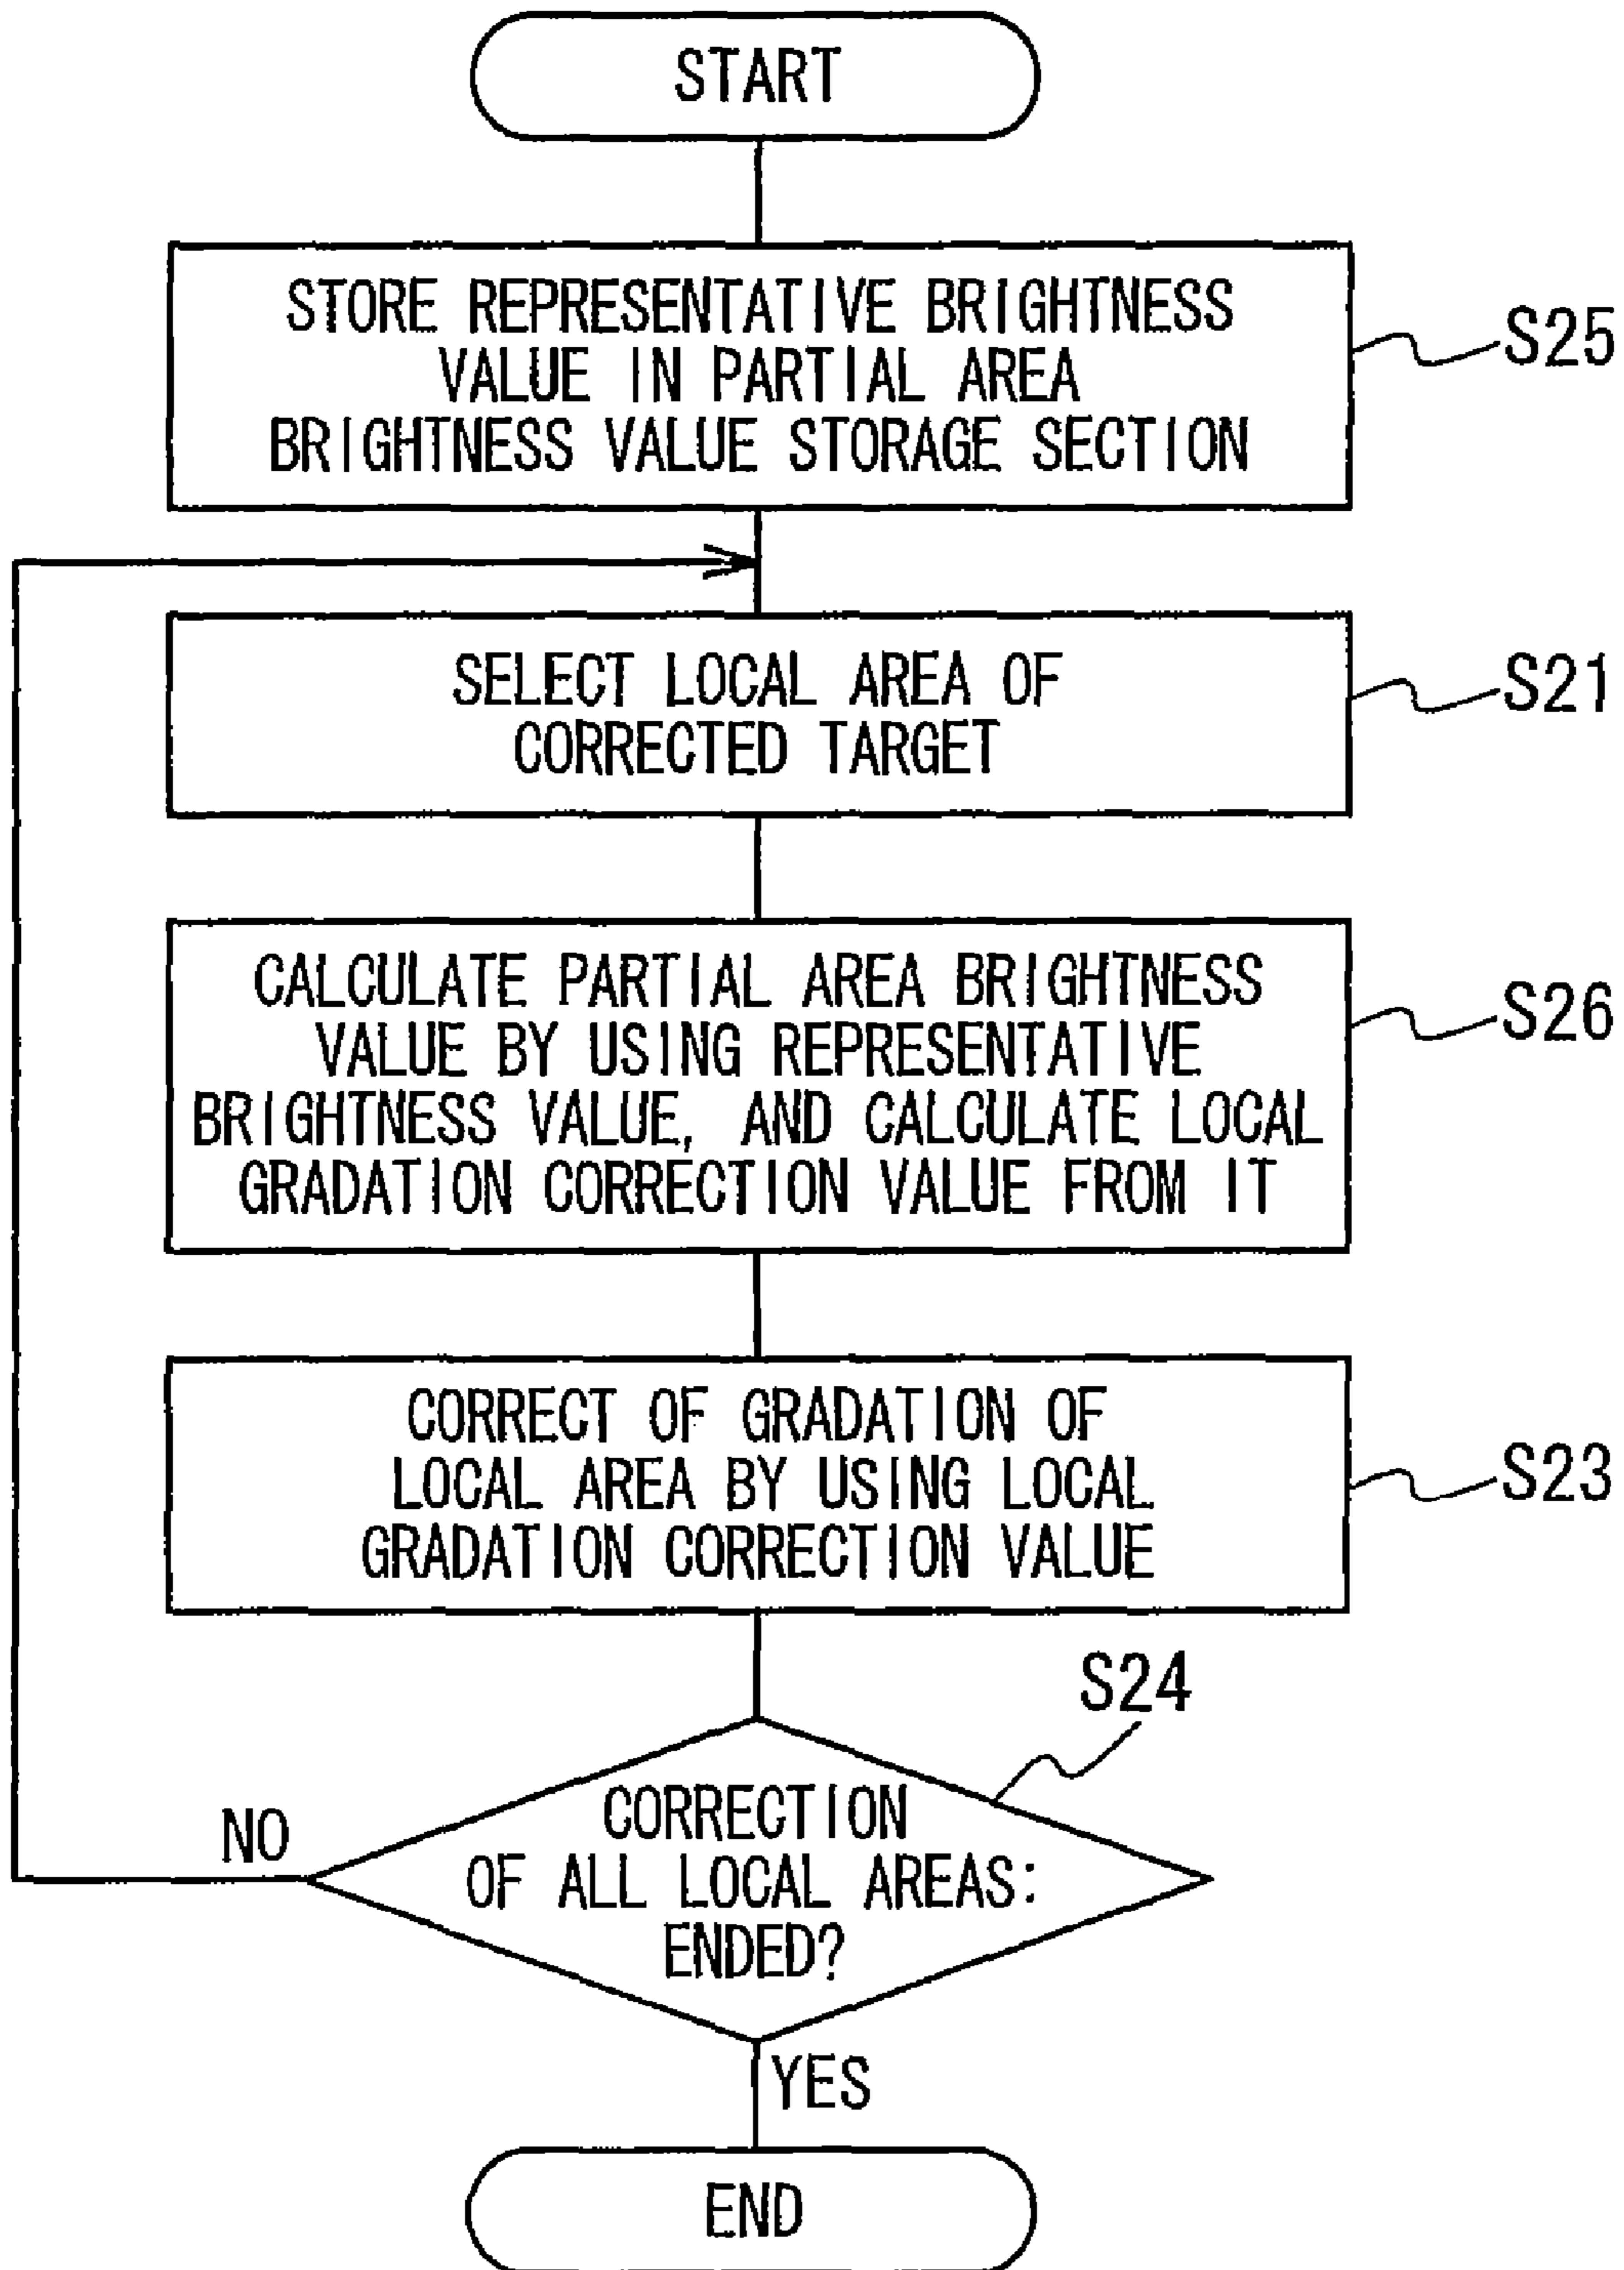 START
STORE REPRESENTATIVE BRIGHTNESS
VALUE IN PARTIAL AREA
BRIGHTNESS VALUE STORAGE SECTION
S25
SELECT LOCAL AREA OF
CORRECTED TARGET
S21
CALCULATE PARTIAL AREA BRIGHTNESS
VALUE BY USING REPRESENTATIVE
BRIGHTNESS VALUE, AND CALCULATE LOCAL
GRADATION CORRECTION VALUE FROM IT
S26
CORRECT OF GRADATION OF
LOCAL AREA BY USING LOCAL
GRADATION CORRECTION VALUE
S23
S24
CORRECTION
OF ALL LOCAL AREAS:
ENDED?
NO
YES
END